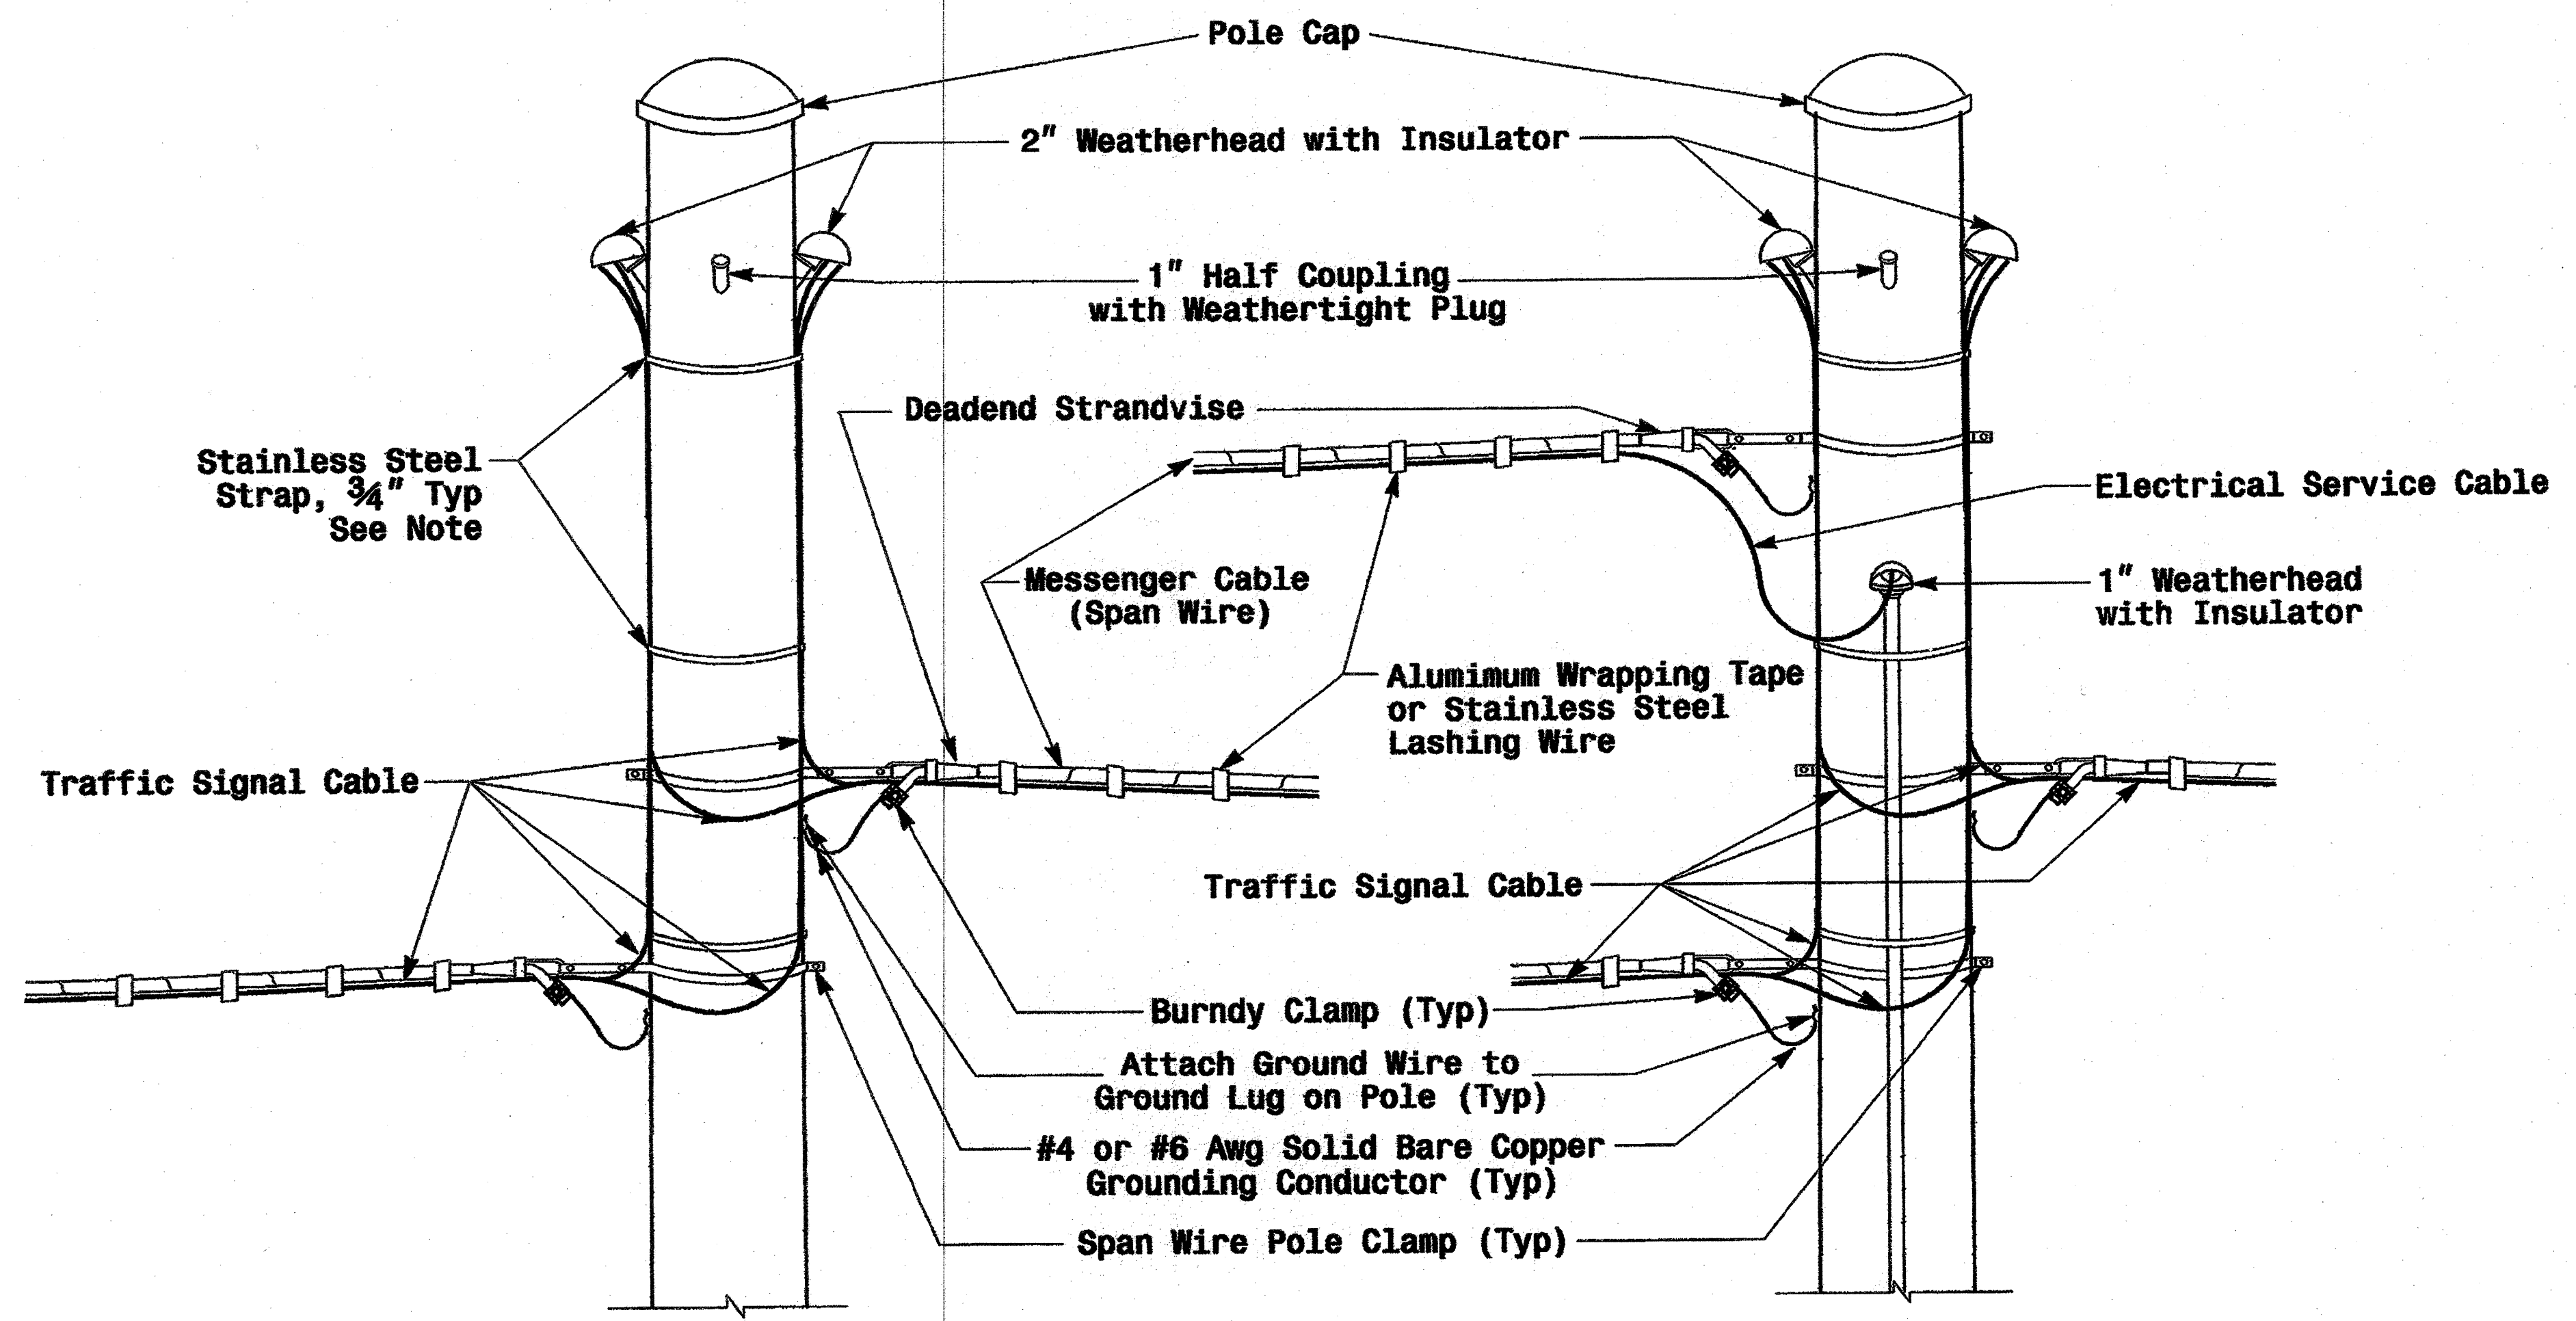 Pole Cap
2" Weatherhead with Insulator
1" Half Coupling
with Weathertight Plug
Deadend Strandvise
Stainless Steel
Strap, ¾" Typ
See Note
Electrical Service Cable
Messenger Cable
(Span Wire)
1" Weatherhead
with Insulator
Alumimum Wrapping Tape
or Stainless Steel
Lashing Wire
Traffic Signal Cable
Traffic Signal Cable
Burndy Clamp (Typ)
Attach Ground Wire to
Ground Lug on Pole (Typ)
#4 or #6 Awg Solid Bare Copper
Grounding Conductor (Typ)
Span Wire Pole Clamp (Typ)